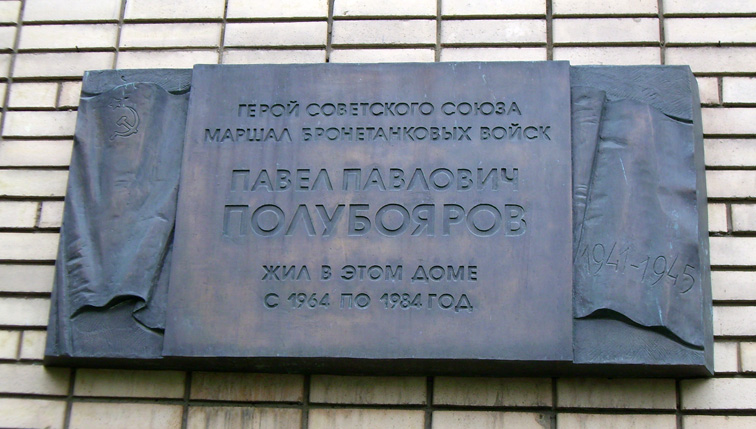 ГЕРОЙ СОВЕТСКОГО СОЮЗА
МАРШАЛ БРОНЕТАНКОВЫХ ВОЙСК
ПАВЕЛ ПАВЛОВИЧ
ПОЛУБОЯРОВ
ЖИЛ В ЭТОМ ДОМЕ
С 1964 ПО 1984 ГОД
1941-1945